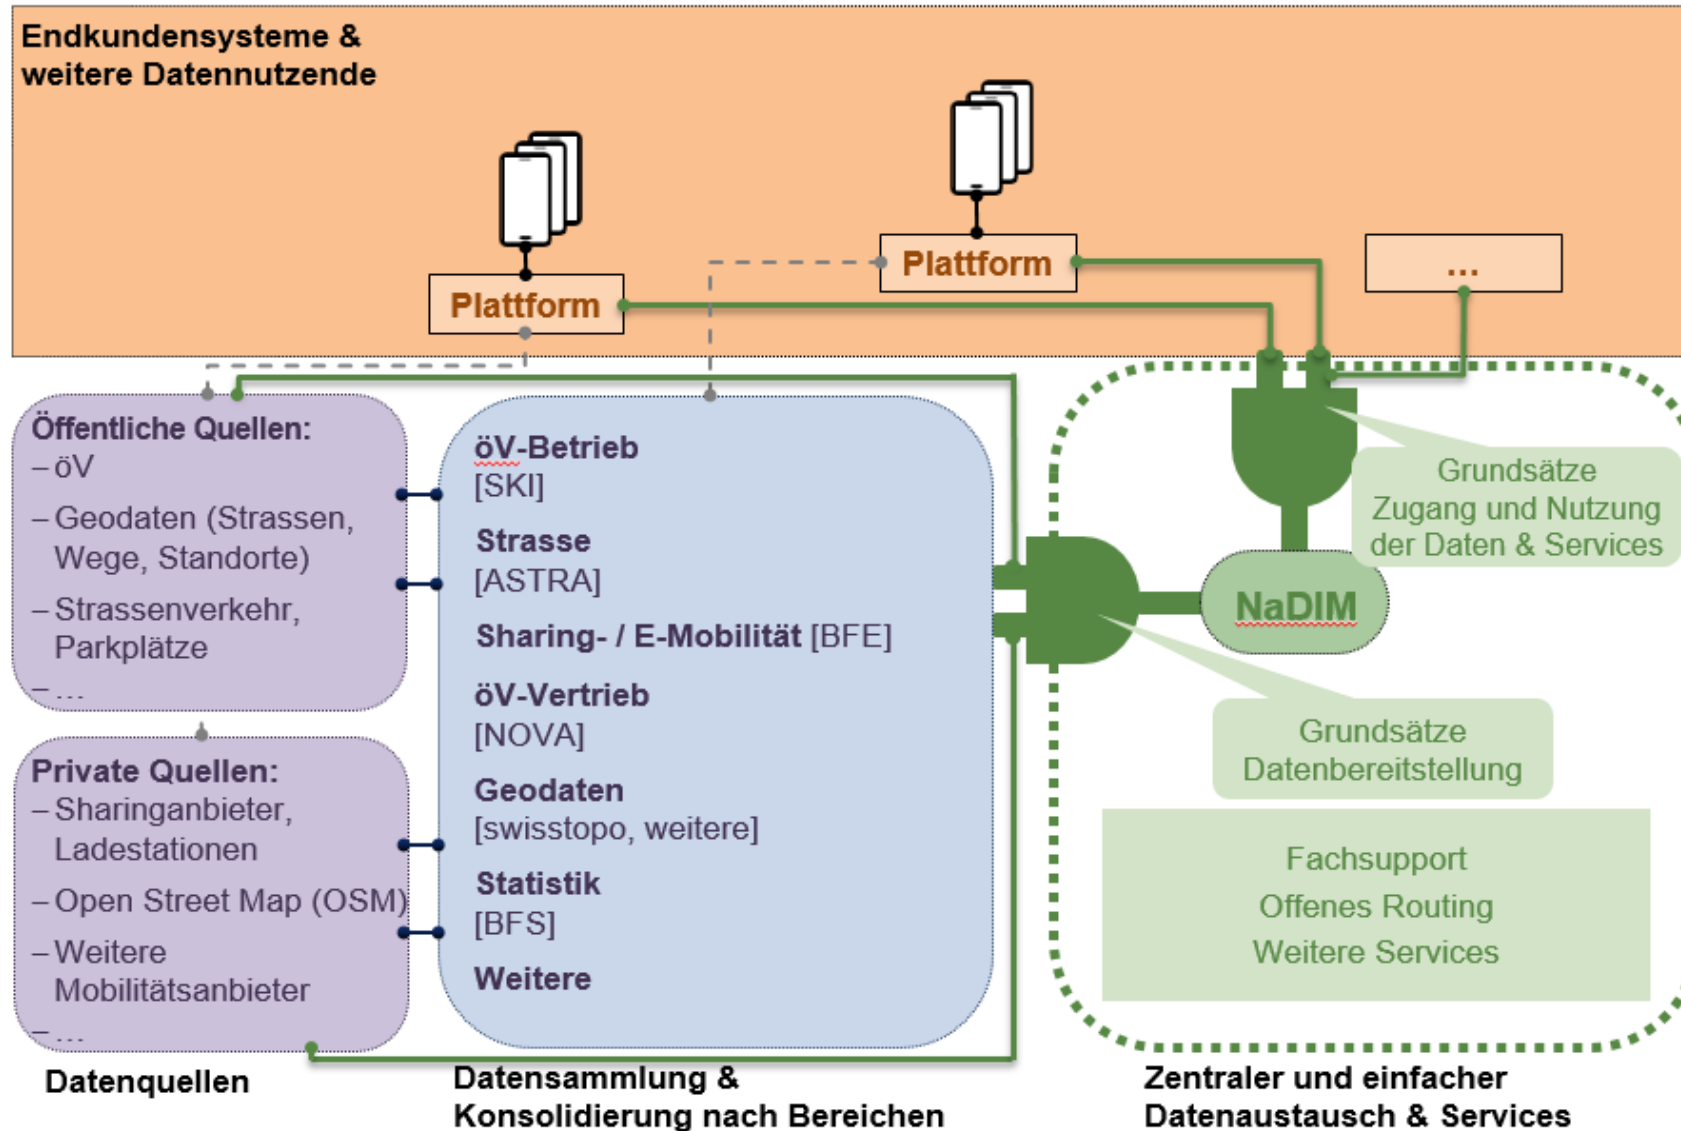 Endkundensysteme &
weitere Datennutzende
Plattform
Plattform
...
Öffentliche Quellen:
– öV
– Geodaten (Strassen,
Wege, Standorte)
– Strassenverkehr,
Parkplätze
– ...
Private Quellen:
– Sharinganbieter,
Ladestationen
– Open Street Map (OSM)
– Weitere
Mobilitätsanbieter
– ...
Datenquellen
öV-Betrieb
[SKI]
Strasse
[ASTRA]
Sharing- / E-Mobilität [BFE]
öV-Vertrieb
[NOVA]
Geodaten
[swisstopo, weitere]
Statistik
[BFS]
Weitere
Datensammlung &
Konsolidierung nach Bereichen
Grundsätze
Zugang und Nutzung
der Daten & Services
NaDIM
Grundsätze
Datenbereitstellung
Fachsupport
Offenes Routing
Weitere Services
Zentraler und einfacher
Datenaustausch & Services